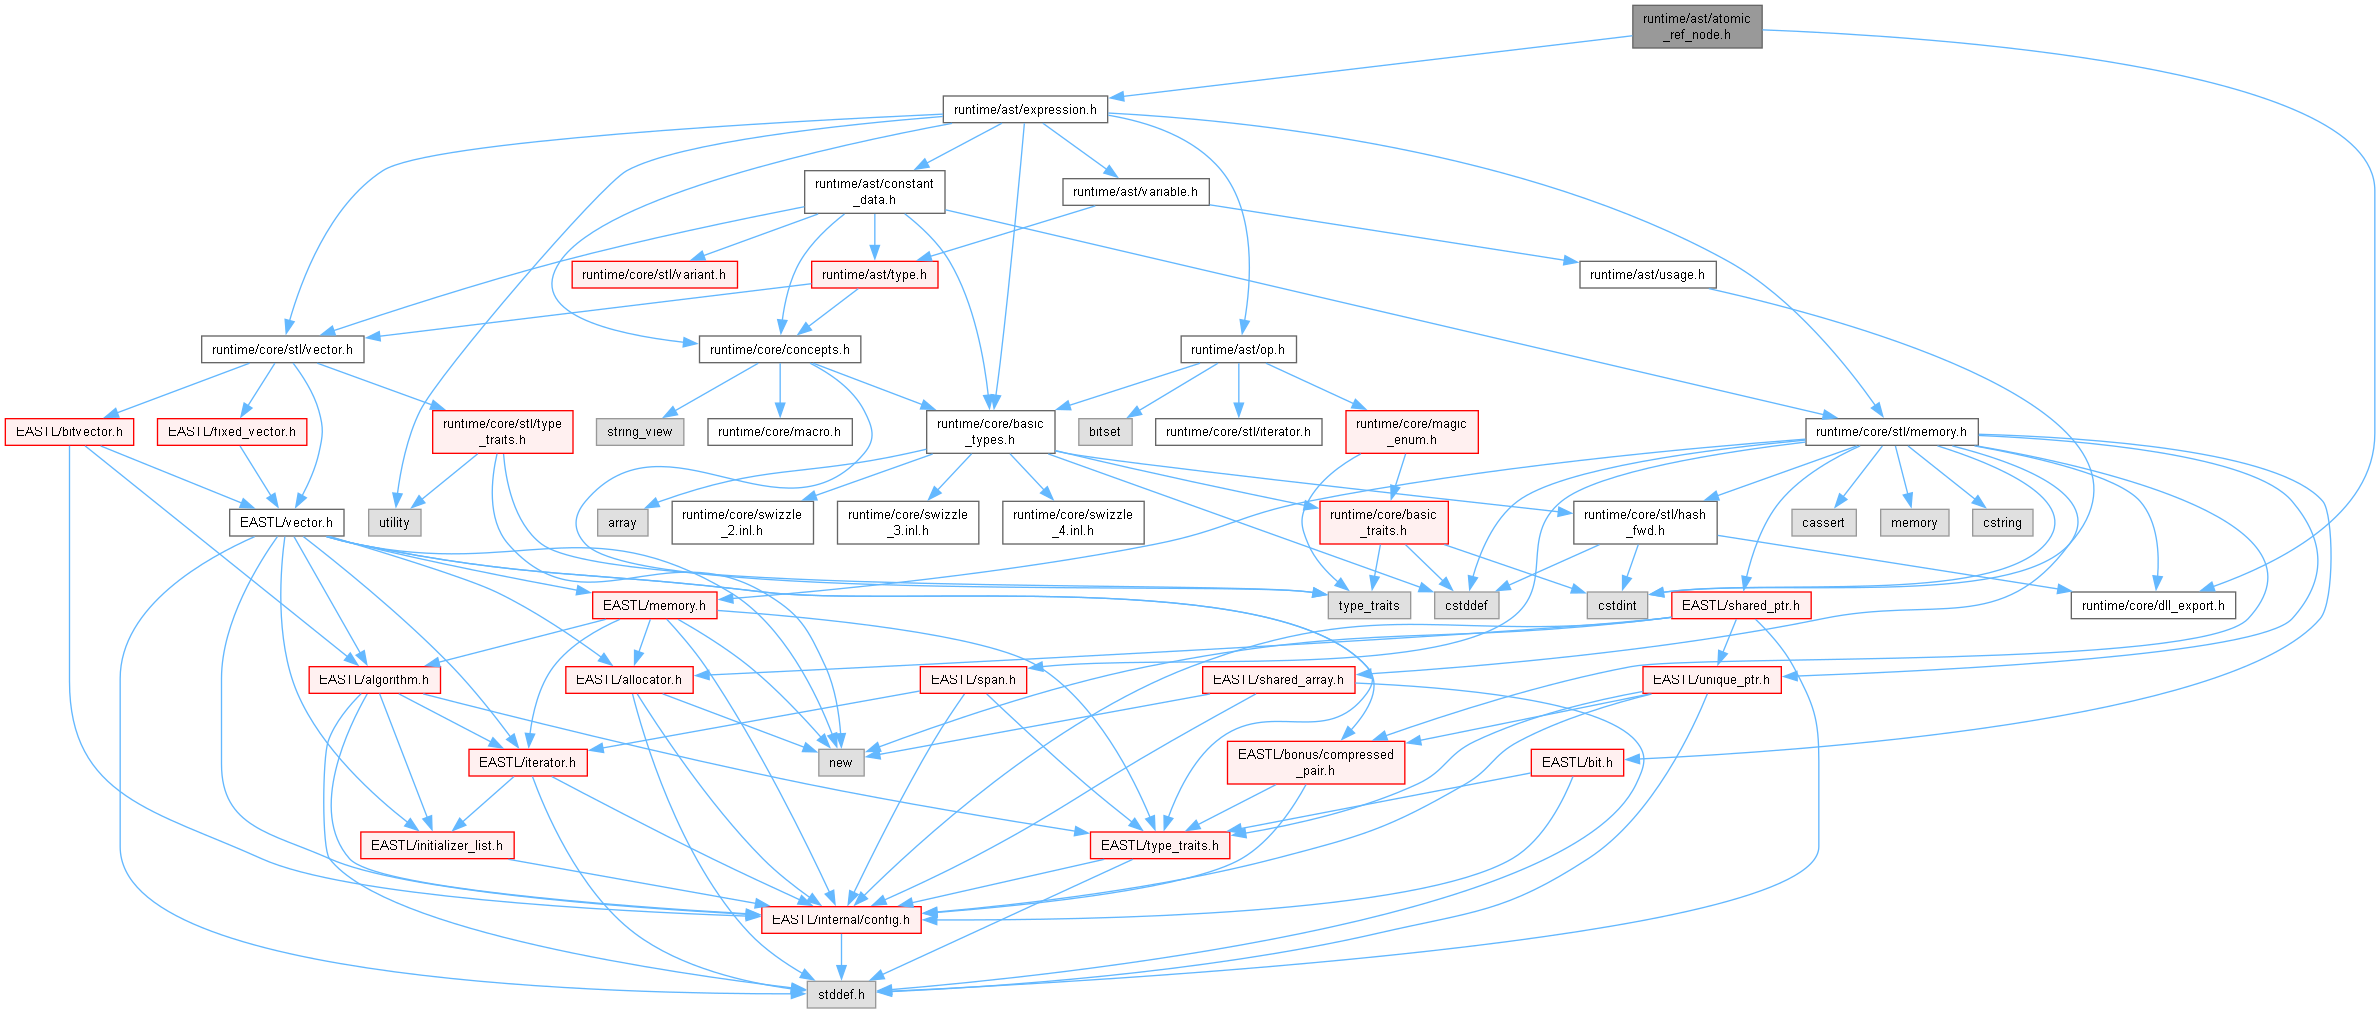 runtime/ast/atomic
_ref_node.h
runtime/ast/expression.h
runtime/ast/constant
_data.h
runtime/ast/variable.h
runtime/core/stl/variant.h
runtime/ast/type.h
runtime/ast/usage.h
runtime/core/stl/vector.h
runtime/core/concepts.h
runtime/ast/op.h
EASTL/bitvector.h
EASTL/fixed_vector.h
runtime/core/stl/type
_traits.h
string_view
runtime/core/macro.h
runtime/core/basic
_types.h
bitset
runtime/core/stl/iterator.h
runtime/core/magic
_enum.h
runtime/core/stl/memory.h
EASTL/vector.h
utility
array
runtime/core/swizzle
_2.inl.h
runtime/core/swizzle
_3.inl.h
runtime/core/swizzle
_4.inl.h
runtime/core/basic
_traits.h
runtime/core/stl/hash
_fwd.h
cassert
memory
cstring
EASTL/memory.h
type_traits
cstddef
cstdint
EASTL/shared_ptr.h
runtime/core/dll_export.h
EASTL/algorithm.h
EASTL/allocator.h
EASTL/span.h
EASTL/shared_array.h
EASTL/unique_ptr.h
EASTL/iterator.h
new
EASTL/bonus/compressed
_pair.h
EASTL/bit.h
EASTL/initializer_list.h
EASTL/type_traits.h
EASTL/internal/config.h
stddef.h